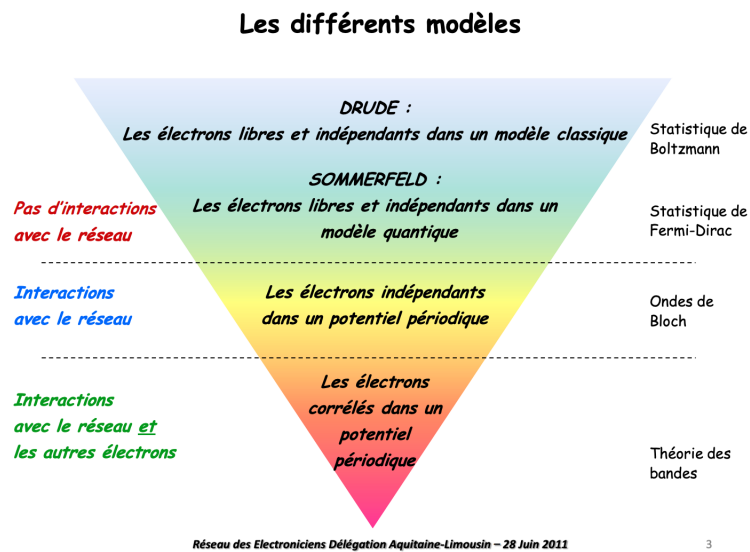 Les différents modèles
DRUDE :
Les électrons libres et indépendants dans un modèle classique
Statistique de
Boltzmann
SOMMERFELD :
Les électrons libres et indépendants dans un
modèle quantique
Pas d'interactions
avec le réseau
Statistique de
Fermi-Dirac
Interactions
avec le réseau
Les électrons indépendants
dans un potentiel périodique
Ondes de
Bloch
Interactions
avec le réseau et
les autres électrons
Les électrons
corrélés dans un
potentiel
périodique
Théorie des
bandes
Réseau des Electroniciens Délégation Aquitaine-Limousin – 28 Juin 2011
3